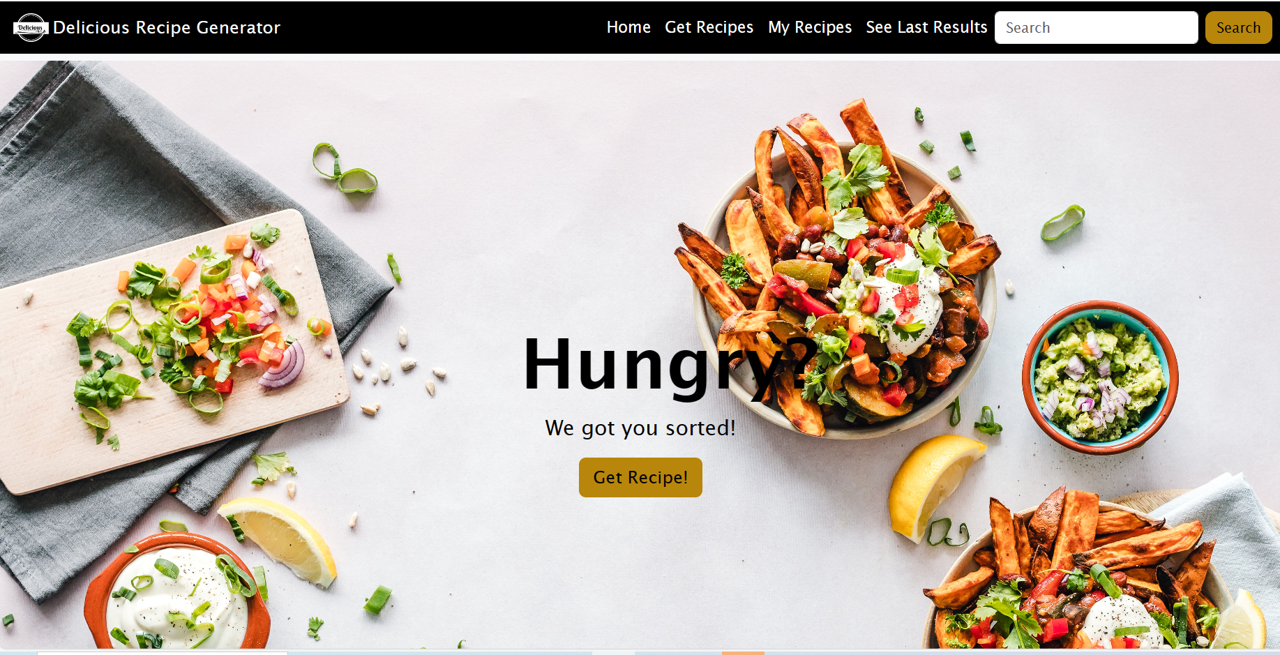 Delicious
Delicious Recipe Generator
Home
Get Recipes
My Recipes
See Last Results
Search
Search
Hungry?
We got you sorted!
Get Recipe!